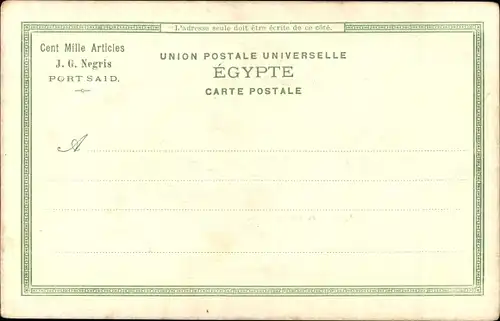 L'adresse seule doit être écrite de ce côté.
Cent Mille Articles
J. G. Negris
PORT SAID.
UNION POSTALE UNIVERSELLE
ÉGYPTE
CARTE POSTALE
A